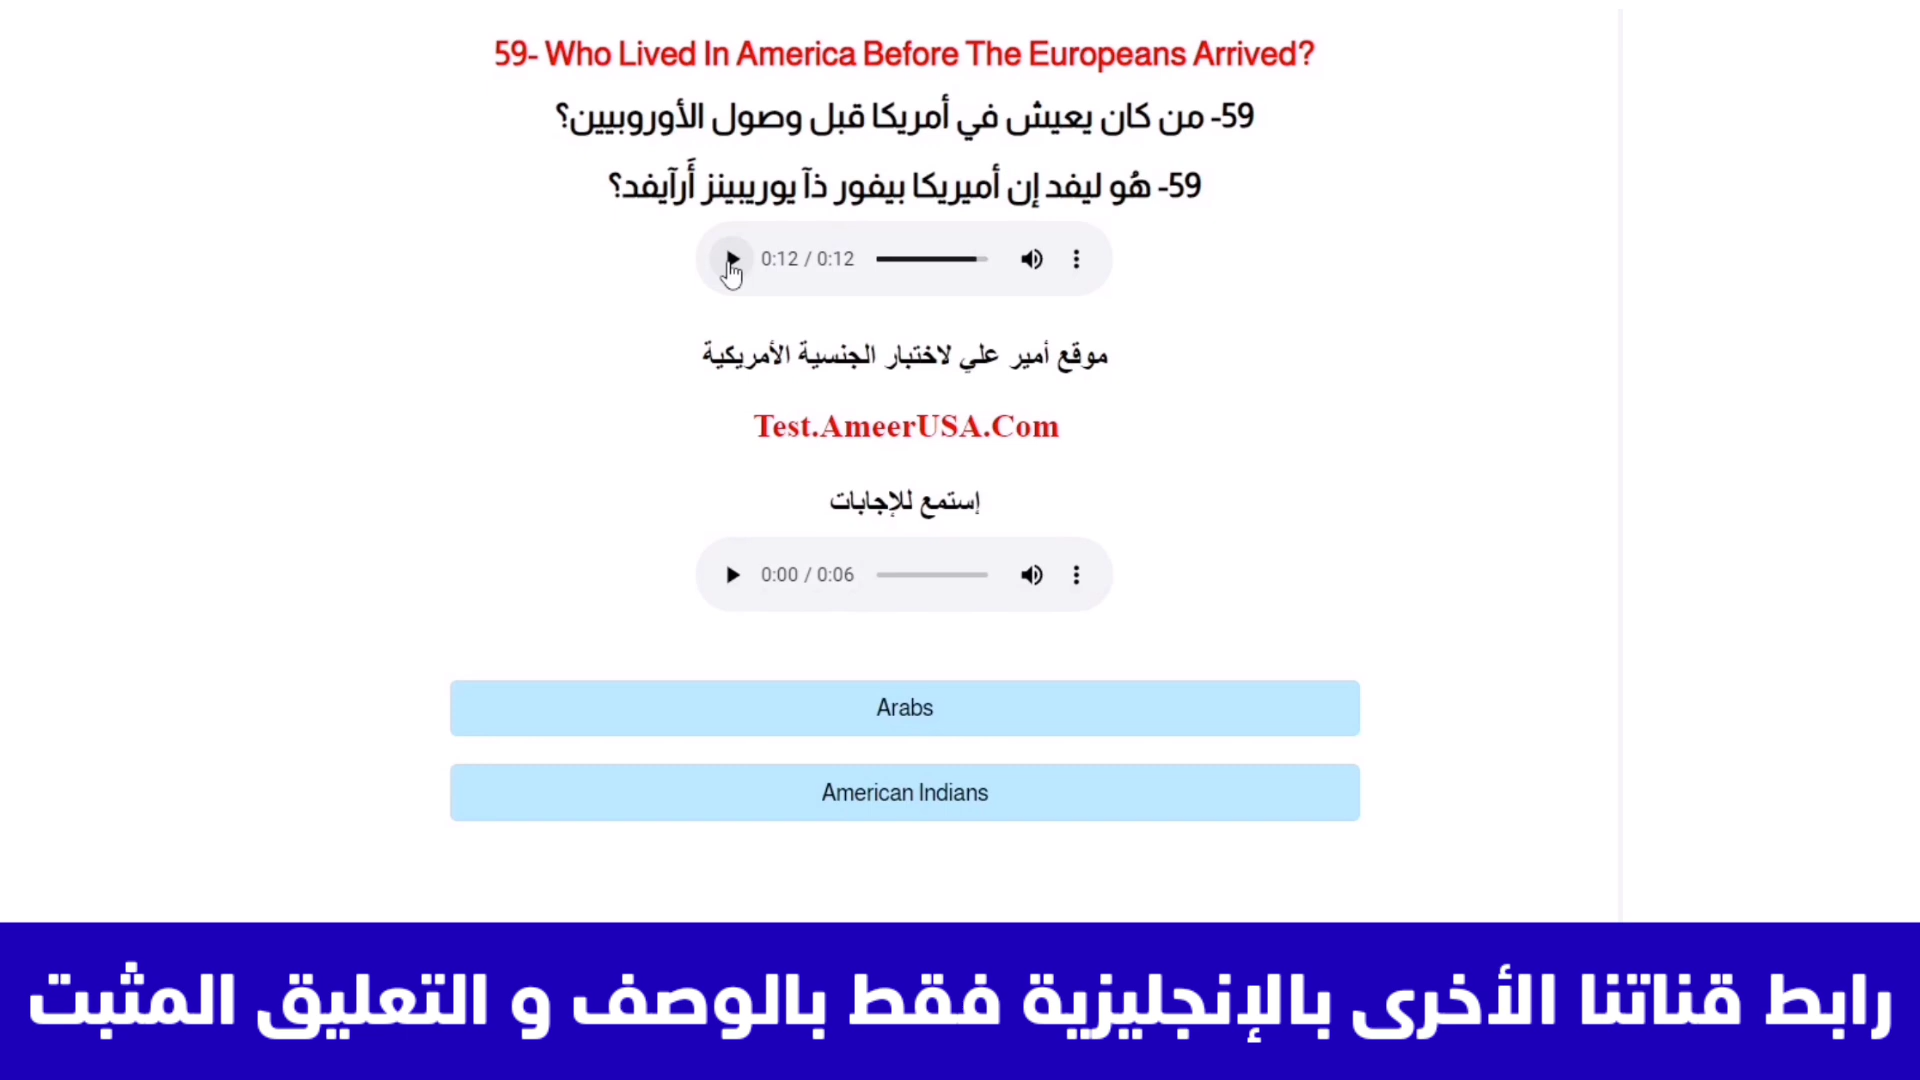 59- Who Lived In America Before The Europeans Arrived?
59- من كان يعيش في أمريكا قبل وصول الأوروبيين؟
59- هُو ليفد إن أميريكا بيفور ذآ يوريبينز أَرآيفد؟
0:12 / 0:12
موقع أمير علي لاختبار الجنسية الأمريكية
Test.AmeerUSA.Com
إستمع للإجابات
0:00 / 0:06
Arabs
American Indians
رابط قناتنا الأخرى بالإنجليزية فقط بالوصف و التعليق المثبت